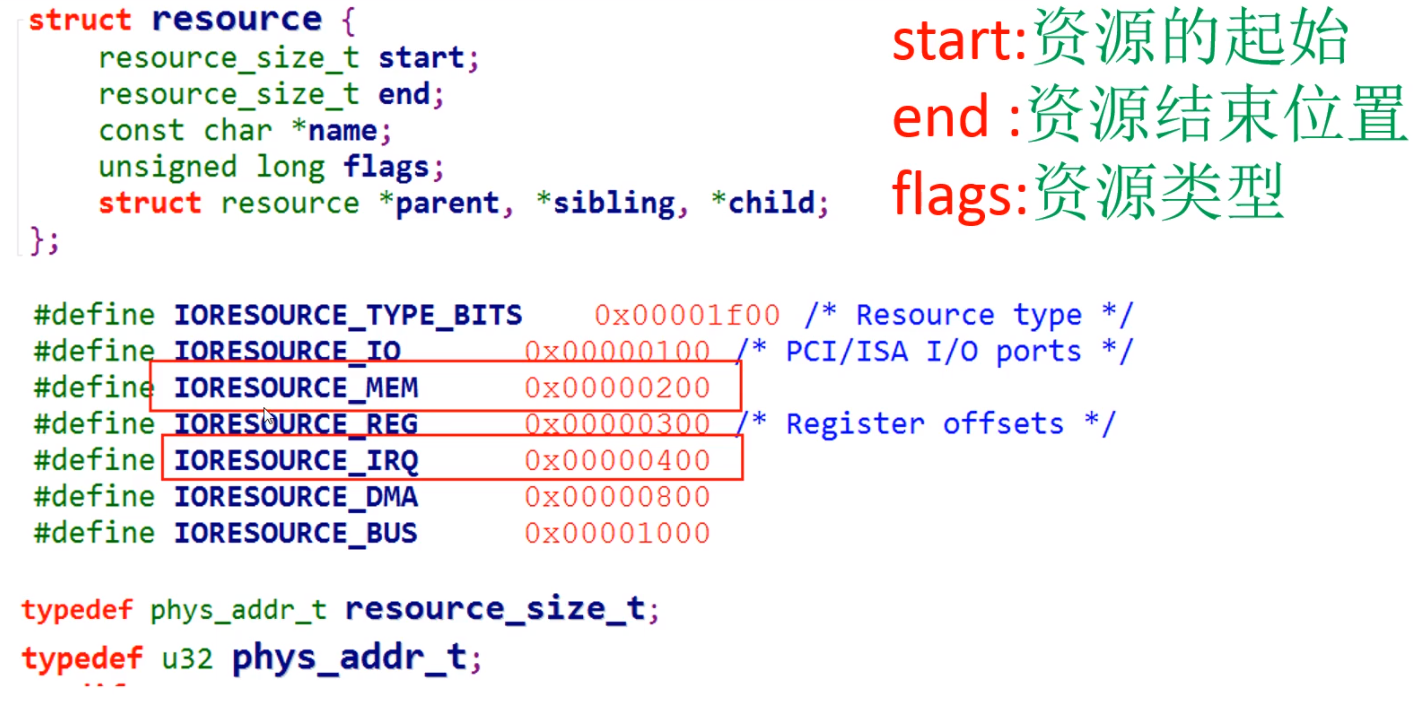 struct resource {
resource_size_t start;
resource_size_t end;
const char *name;
unsigned long flags;
struct resource *parent, *sibling, *child;
};
start:资源的起始
end :资源结束位置
flags:资源类型
#define IORESOURCE_TYPE_BITS 0x00001f00 /* Resource type */
#define IORESOURCE_IO 0x00000100 /* PCI/ISA I/O ports */
#define IORESOURCE_MEM 0x00000200
#define IORESOURCE_REG 0x00000300 /* Register offsets */
#define IORESOURCE_IRQ 0x00000400
#define IORESOURCE_DMA 0x00000800
#define IORESOURCE_BUS 0x00001000
typedef phys_addr_t resource_size_t;
typedef u32 phys_addr_t;